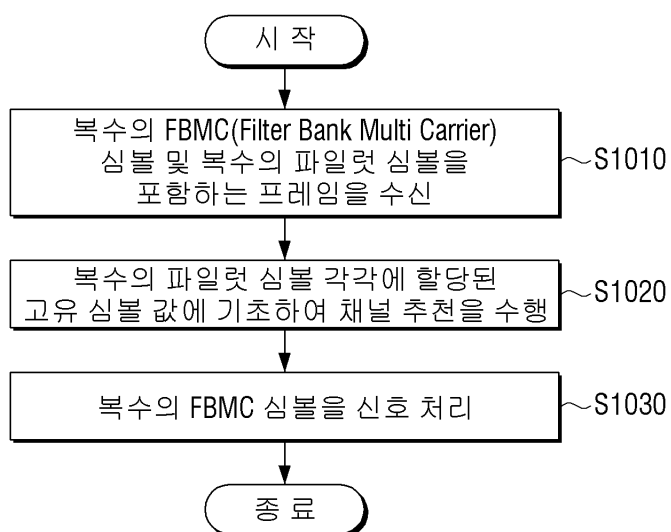 시 작
복수의 FBMC(Filter Bank Multi Carrier)
심볼 및 복수의 파일럿 심볼을
포함하는 프레임을 수신
S1010
복수의 파일럿 심볼 각각에 할당된
고유 심볼 값에 기초하여 채널 추천을 수행
S1020
복수의 FBMC 심볼을 신호 처리
S1030
종 료